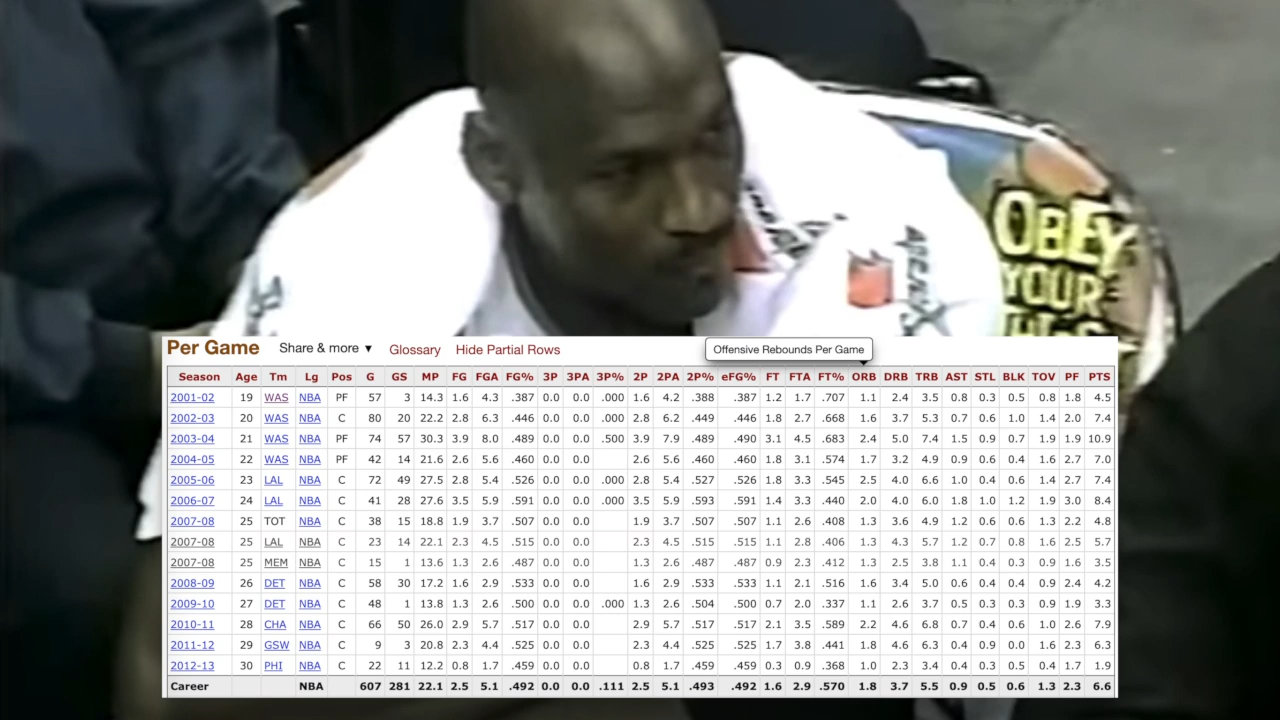 OBEY
YOUR
Per Game Share & more ▼ Glossary Hide Partial Rows Offensive Rebounds Per Game
Season Age Tm Lg Pos G GS MP FG FGA FG% 3P 3PA 3P% 2P 2PA 2P% eFG% FT FTA FT% ORB DRB TRB AST STL BLK TOV PF PTS
2001-02 19 WAS NBA PF 57 3 14.3 1.6 4.3 .387 0.0 0.0 .000 1.6 4.2 .388 .387 1.2 1.7 .707 1.1 2.4 3.5 0.8 0.3 0.5 0.8 1.8 4.5
2002-03 20 WAS NBA C 80 20 22.2 2.8 6.3 .446 0.0 0.0 .000 2.8 6.2 .449 .446 1.8 2.7 .668 1.6 3.7 5.3 0.7 0.6 1.0 1.4 2.0 7.4
2003-04 21 WAS NBA PF 74 57 30.3 3.9 8.0 .489 0.0 0.0 .500 3.9 7.9 .489 .490 3.1 4.5 .683 2.4 5.0 7.4 1.5 0.9 0.7 1.9 1.9 10.9
2004-05 22 WAS NBA PF 42 14 21.6 2.6 5.6 .460 0.0 0.0 2.6 5.6 .460 .460 1.8 3.1 .574 1.7 3.2 4.9 0.9 0.6 0.4 1.6 2.7 7.0
2005-06 23 LAL NBA C 72 49 27.5 2.8 5.4 .526 0.0 0.0 .000 2.8 5.4 .527 .526 1.8 3.3 .545 2.5 4.0 6.6 1.0 0.4 0.6 1.4 2.7 7.4
2006-07 24 LAL NBA C 41 28 27.6 3.5 5.9 .591 0.0 0.0 .000 3.5 5.9 .593 .591 1.4 3.3 .440 2.0 4.0 6.0 1.8 1.0 1.2 1.9 3.0 8.4
2007-08 25 TOT NBA C 38 15 18.8 1.9 3.7 .507 0.0 0.0 1.9 3.7 .507 .507 1.1 2.6 .408 1.3 3.6 4.9 1.2 0.6 0.6 1.3 2.2 4.8
2007-08 25 LAL NBA C 23 14 22.1 2.3 4.5 .515 0.0 0.0 2.3 4.5 .515 .515 1.1 2.8 .406 1.3 4.3 5.7 1.2 0.7 0.8 1.6 2.5 5.7
2007-08 25 MEM NBA C 15 1 13.6 1.3 2.6 .487 0.0 0.0 1.3 2.6 .487 .487 0.9 2.3 .412 1.3 2.5 3.8 1.1 0.4 0.3 0.9 1.6 3.5
2008-09 26 DET NBA C 58 30 17.2 1.6 2.9 .533 0.0 0.0 1.6 2.9 .533 .533 1.1 2.1 .516 1.6 3.4 5.0 0.6 0.4 0.4 0.9 2.4 4.2
2009-10 27 DET NBA C 48 1 13.8 1.3 2.6 .500 0.0 0.0 .000 1.3 2.6 .504 .500 0.7 2.0 .337 1.1 2.6 3.7 0.5 0.3 0.3 0.9 1.9 3.3
2010-11 28 CHA NBA C 66 50 26.0 2.9 5.7 .517 0.0 0.0 2.9 5.7 .517 .517 2.1 3.5 .589 2.2 4.6 6.8 0.7 0.4 0.6 1.0 2.6 7.9
2011-12 29 GSW NBA C 9 3 20.8 2.3 4.4 .525 0.0 0.0 2.3 4.4 .525 .525 1.7 3.8 .441 1.8 4.6 6.3 0.4 0.9 0.0 1.6 2.3 6.3
2012-13 30 PHI NBA C 22 11 12.2 0.8 1.7 .459 0.0 0.0 0.8 1.7 .459 .459 0.3 0.9 .368 1.0 2.3 3.4 0.4 0.3 0.5 0.4 1.7 1.9
Career NBA 607 281 22.1 2.5 5.1 .492 0.0 0.0 .111 2.5 5.1 .493 .492 1.6 2.9 .570 1.8 3.7 5.5 0.9 0.5 0.6 1.3 2.3 6.6